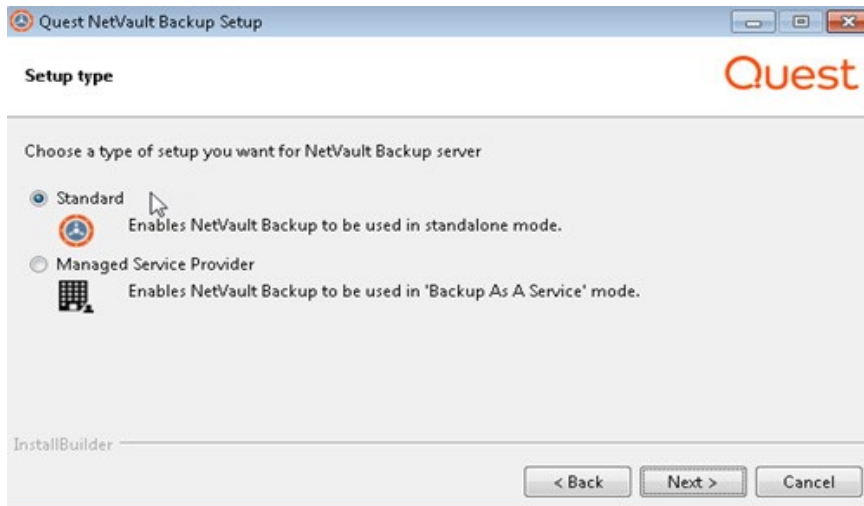 Quest NetVault Backup Setup
Setup type
Quest
Choose a type of setup you want for NetVault Backup server
Standard
Enables NetVault Backup to be used in standalone mode.
Managed Service Provider
Enables NetVault Backup to be used in 'Backup As A Service' mode.
InstallBuilder
< Back Next > Cancel